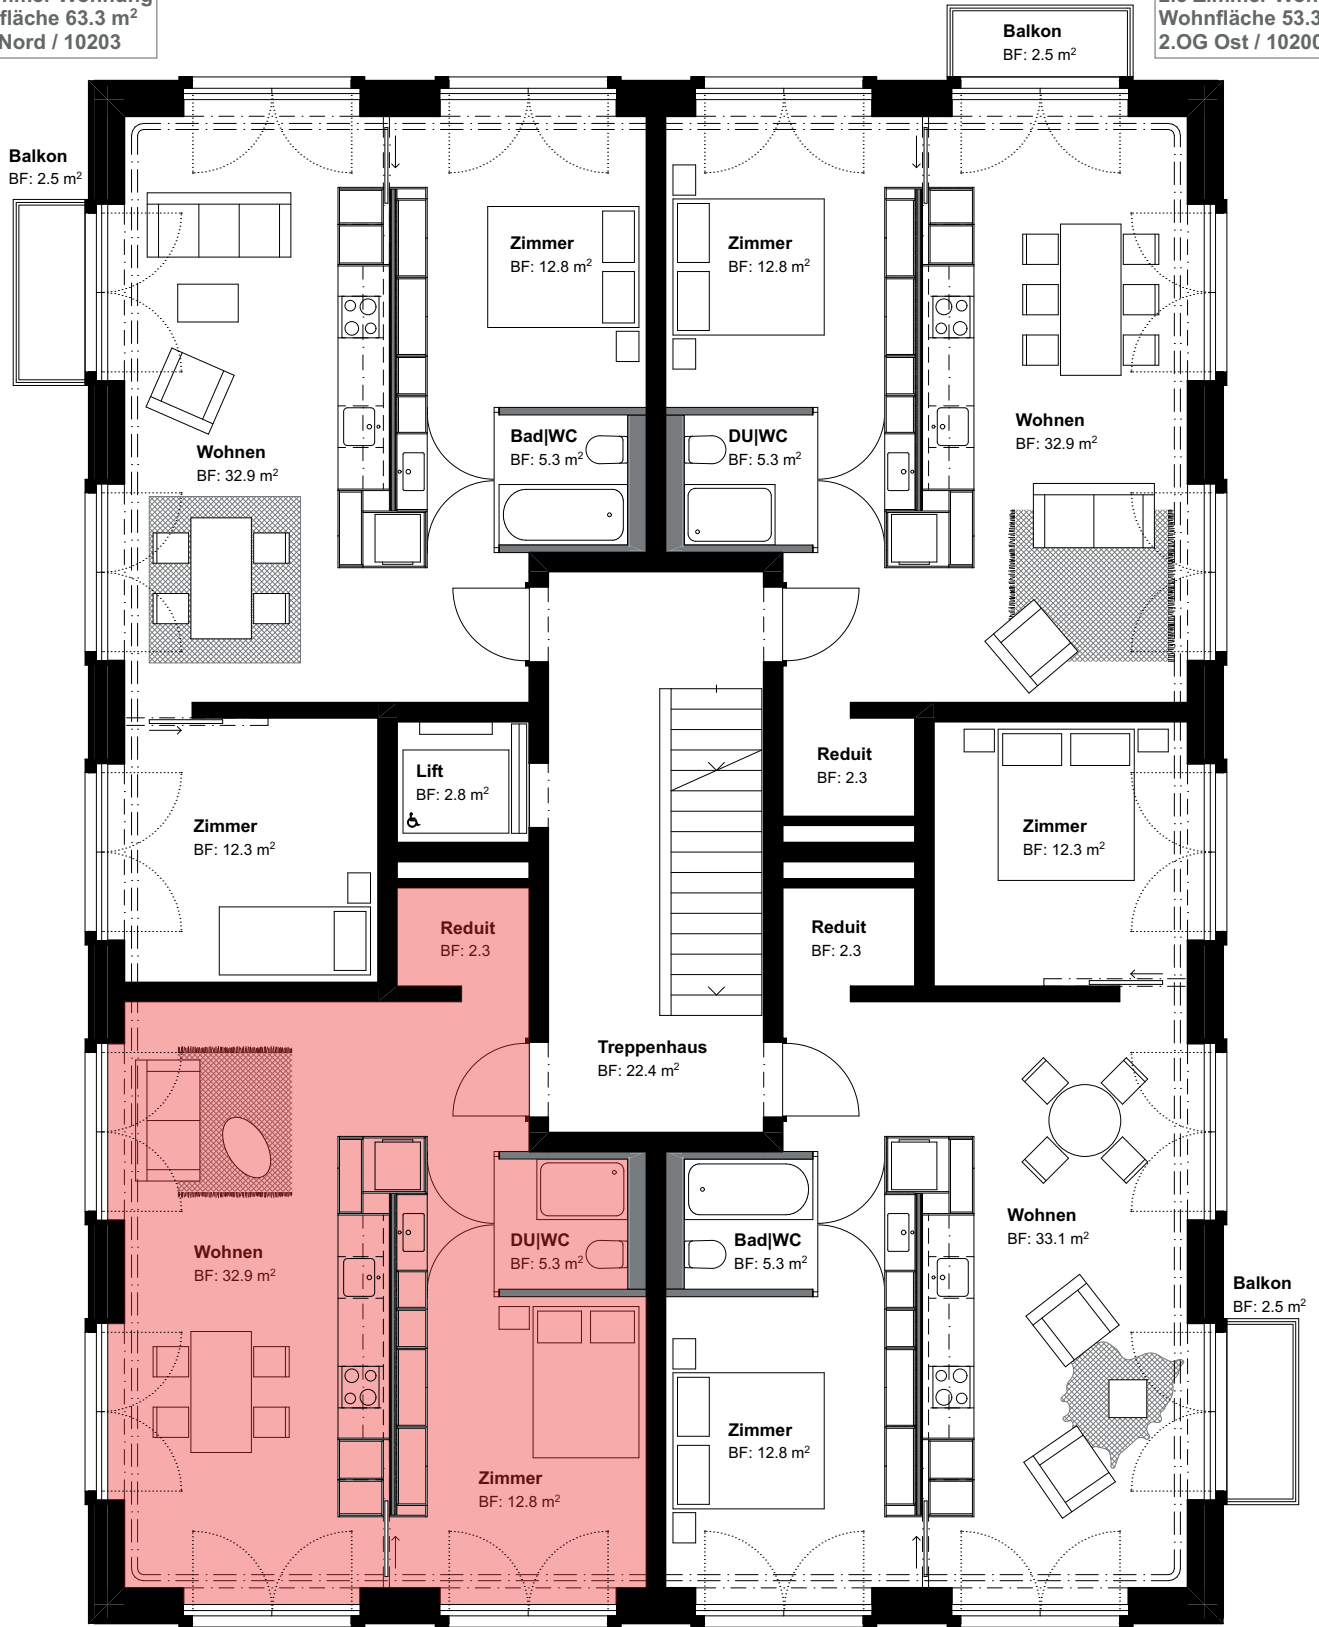 fläche 63.3 m²
Nord / 10203
Wohnfläche 53.3
2.OG Ost / 10200
Balkon
BF: 2.5 m²
Balkon
BF: 2.5 m²
Zimmer
BF: 12.8 m²
Zimmer
BF: 12.8 m²
Wohnen
BF: 32.9 m²
Bad|WC
BF: 5.3 m²
DU|WC
BF: 5.3 m²
Wohnen
BF: 32.9 m²
Lift
BF: 2.8 m²
Reduit
BF: 2.3
Zimmer
BF: 12.3 m²
Zimmer
BF: 12.3 m²
Reduit
BF: 2.3
Reduit
BF: 2.3
Treppenhaus
BF: 22.4 m²
Wohnen
BF: 32.9 m²
DU|WC
BF: 5.3 m²
Bad|WC
BF: 5.3 m²
Wohnen
BF: 33.1 m²
Balkon
BF: 2.5 m²
Zimmer
BF: 12.8 m²
Zimmer
BF: 12.8 m²